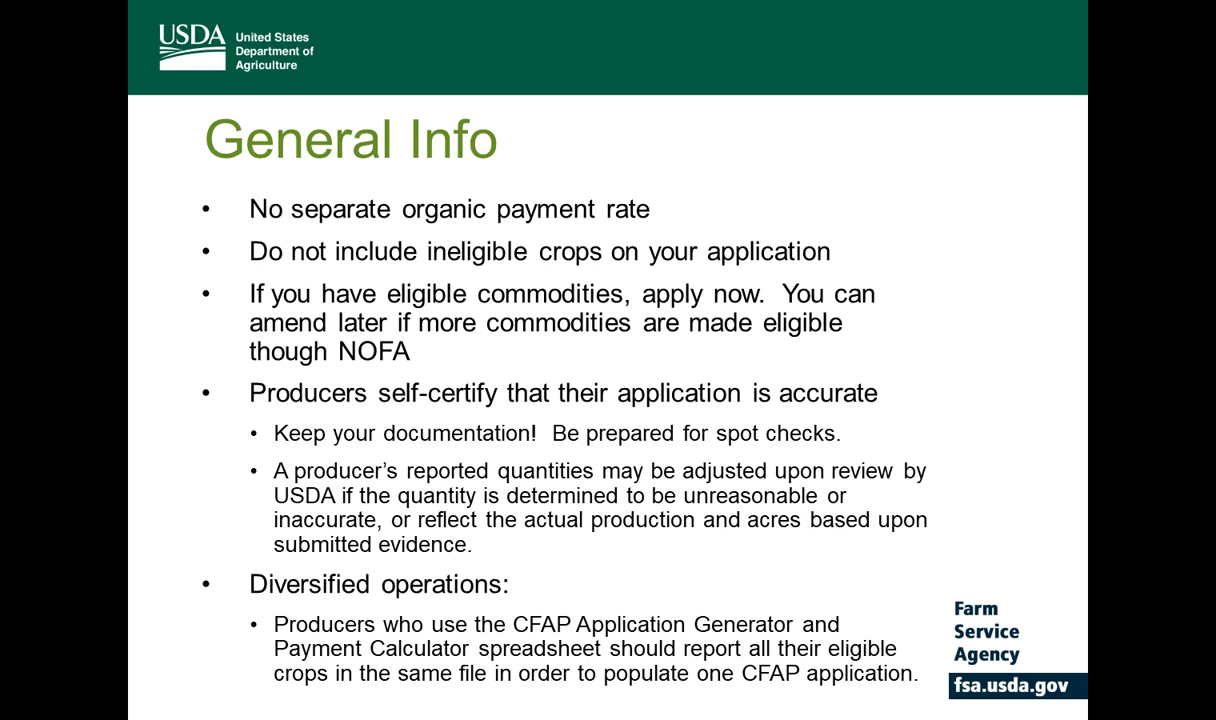 USDA
United States
Department of
Agriculture
General Info
• No separate organic payment rate
• Do not include ineligible crops on your application
• If you have eligible commodities, apply now.  You can
amend later if more commodities are made eligible
though NOFA
• Producers self-certify that their application is accurate
• Keep your documentation!  Be prepared for spot checks.
• A producer’s reported quantities may be adjusted upon review by
USDA if the quantity is determined to be unreasonable or
inaccurate, or reflect the actual production and acres based upon
submitted evidence.
• Diversified operations:
• Producers who use the CFAP Application Generator and
Payment Calculator spreadsheet should report all their eligible
crops in the same file in order to populate one CFAP application.
Farm
Service
Agency
fsa.usda.gov